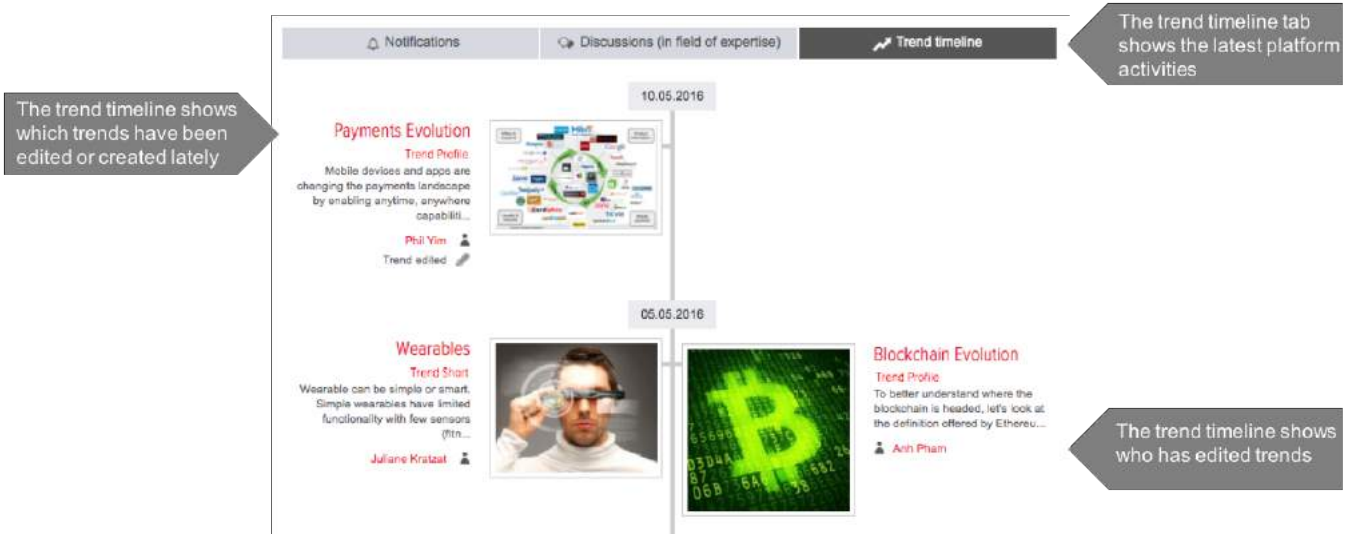 Notifications
Discussions (in field of expertise)
Trend timeline
The trend timeline tab
shows the latest platform
activities
The trend timeline shows
which trends have been
edited or created lately
10.05.2016
Payments Evolution
Trend Profile
Mobile devices and apps are
changing the payments landscape
by enabling anytime, anywhere
capabiliti...
Phil Yim
Trend edited
05.05.2016
Wearables
Trend Short
Wearable can be simple or smart.
Simple wearables have limited
functionality with few sensors
(fitn...
Juliane Kratzat
Blockchain Evolution
Trend Profile
To better understand where the
blockchain is headed, let's look at
the definition offered by Ethereu...
Anh Pham
The trend timeline shows
who has edited trends